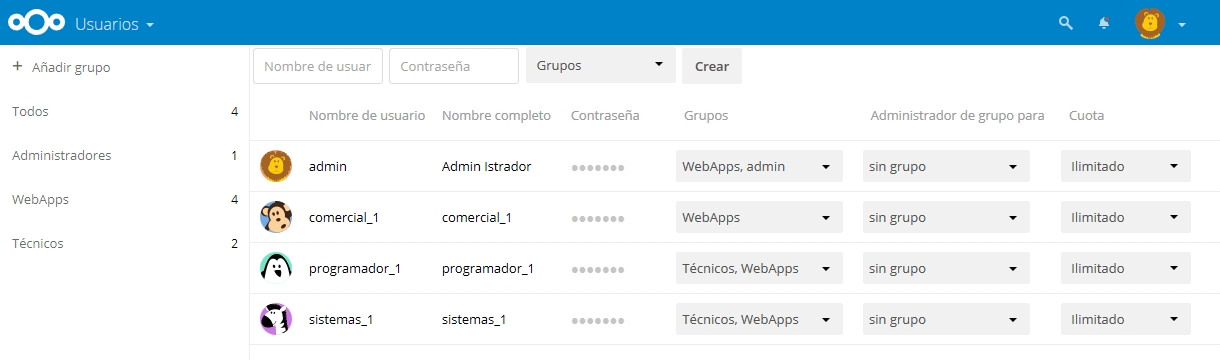 Usuarios
+ Añadir grupo
Todos 4
Administradores 1
WebApps 4
Técnicos 2
Nombre de usuar Contraseña Grupos Crear
Nombre de usuario Nombre completo Contraseña Grupos Administrador de grupo para Cuota
admin Admin Istrador ●●●●●●● WebApps, admin sin grupo Ilimitado
comercial_1 comercial_1 ●●●●●●● WebApps sin grupo Ilimitado
programador_1 programador_1 ●●●●●●● Técnicos, WebApps sin grupo Ilimitado
sistemas_1 sistemas_1 ●●●●●●● Técnicos, WebApps sin grupo Ilimitado